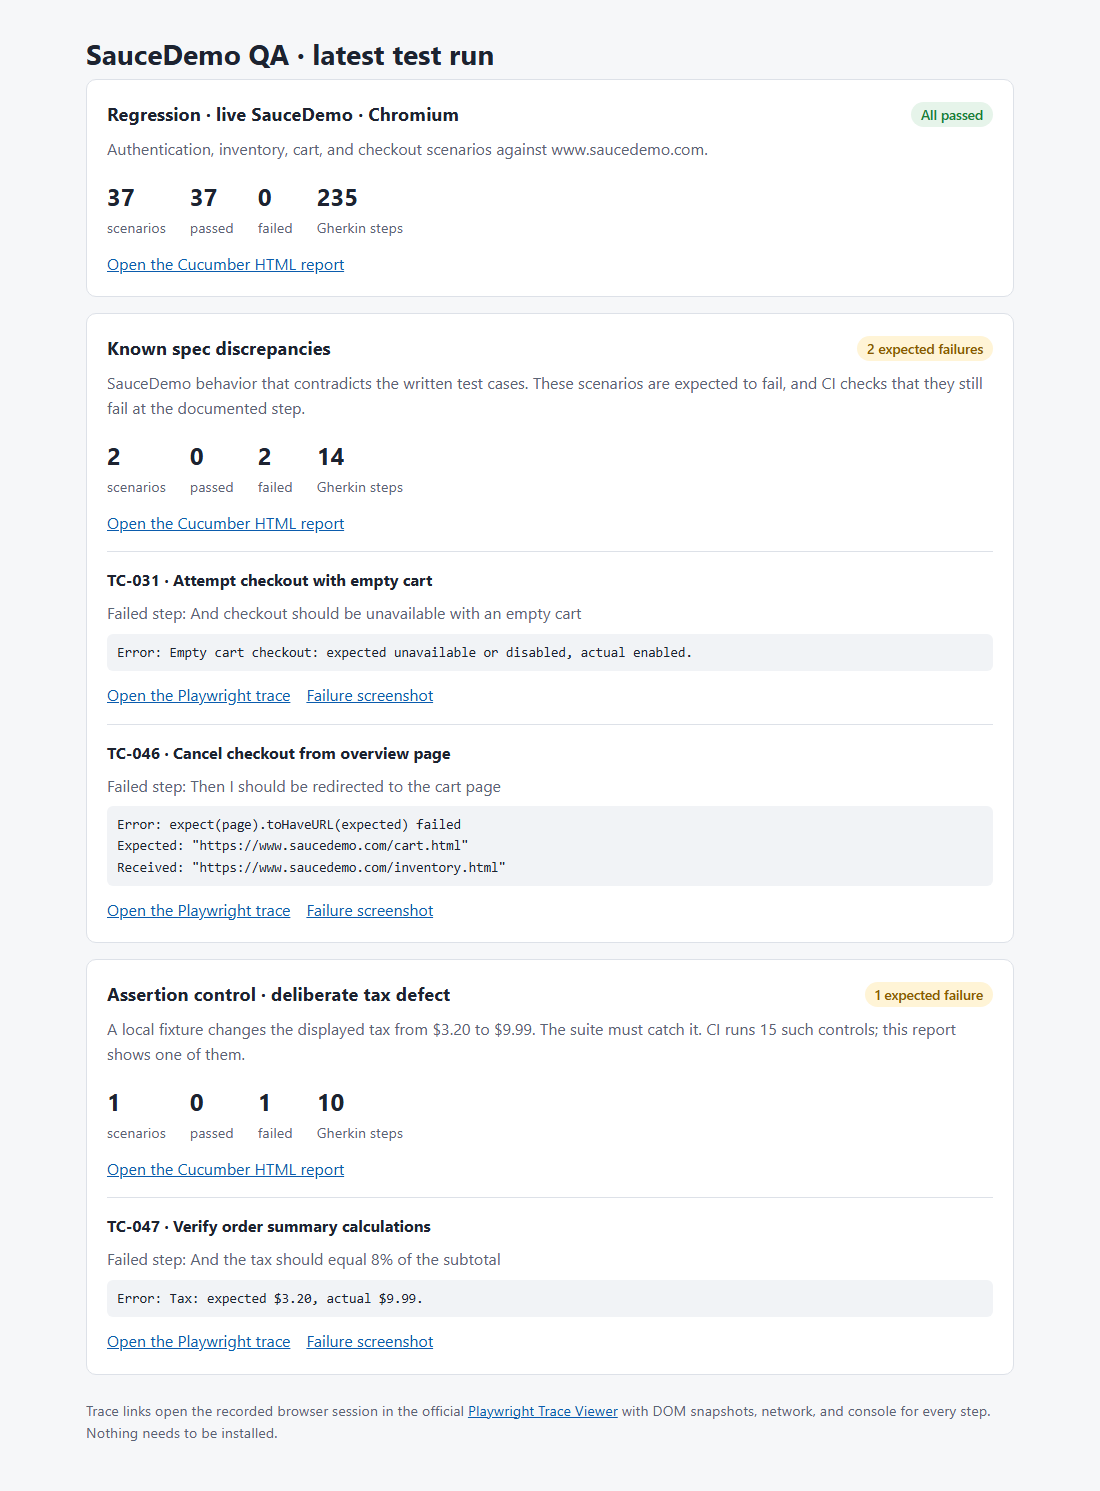 SauceDemo QA · latest test run
Regression · live SauceDemo · Chromium
All passed
Authentication, inventory, cart, and checkout scenarios against www.saucedemo.com.
37 37 0 235
scenarios passed failed Gherkin steps
Open the Cucumber HTML report
Known spec discrepancies
2 expected failures
SauceDemo behavior that contradicts the written test cases. These scenarios are expected to fail, and CI checks that they still
fail at the documented step.
2 0 2 14
scenarios passed failed Gherkin steps
Open the Cucumber HTML report
TC-031 · Attempt checkout with empty cart
Failed step: And checkout should be unavailable with an empty cart
Error: Empty cart checkout: expected unavailable or disabled, actual enabled.
Open the Playwright trace Failure screenshot
TC-046 · Cancel checkout from overview page
Failed step: Then I should be redirected to the cart page
Error: expect(page).toHaveURL(expected) failed
Expected: "https://www.saucedemo.com/cart.html"
Received: "https://www.saucedemo.com/inventory.html"
Open the Playwright trace Failure screenshot
Assertion control · deliberate tax defect
1 expected failure
A local fixture changes the displayed tax from $3.20 to $9.99. The suite must catch it. CI runs 15 such controls; this report
shows one of them.
1 0 1 10
scenarios passed failed Gherkin steps
Open the Cucumber HTML report
TC-047 · Verify order summary calculations
Failed step: And the tax should equal 8% of the subtotal
Error: Tax: expected $3.20, actual $9.99.
Open the Playwright trace Failure screenshot
Trace links open the recorded browser session in the official Playwright Trace Viewer with DOM snapshots, network, and console for every step.
Nothing needs to be installed.